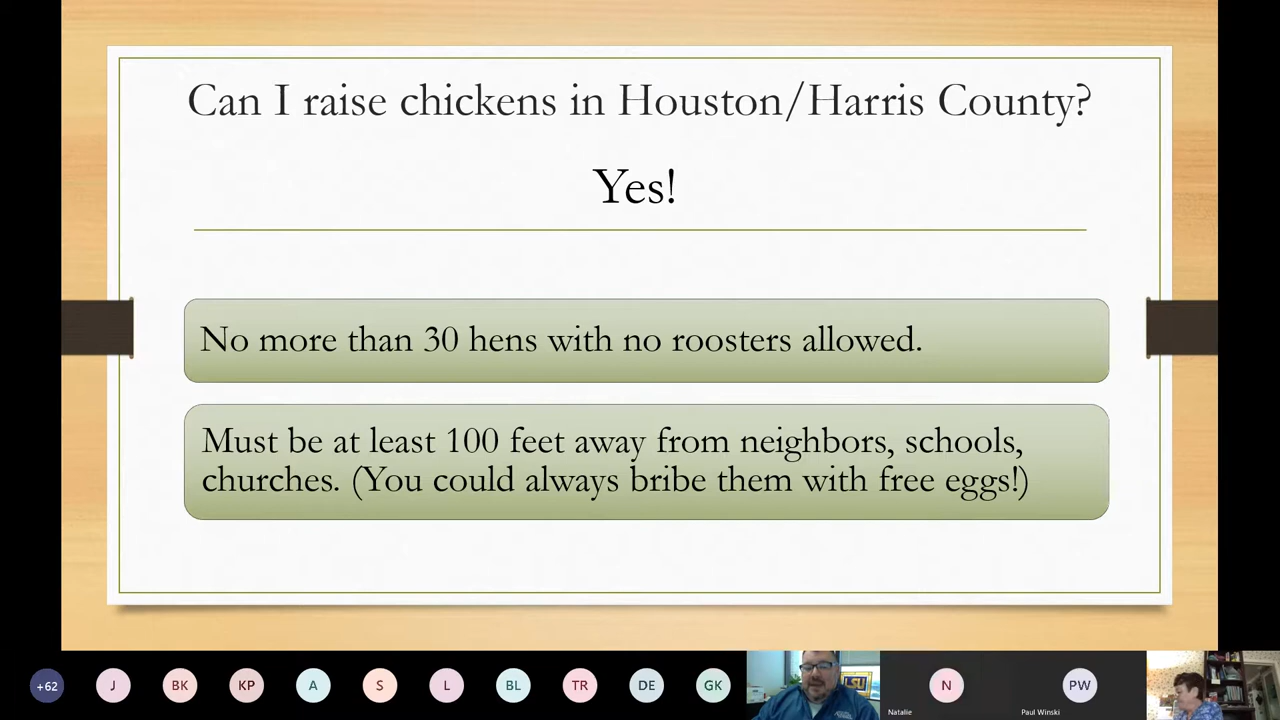 Can I raise chickens in Houston/Harris County?
Yes!
No more than 30 hens with no roosters allowed.
Must be at least 100 feet away from neighbors, schools,
churches. (You could always bribe them with free eggs!)
+62 J BK KP A S L BL TR DE GK LSU N PW
Natalie Paul Winski